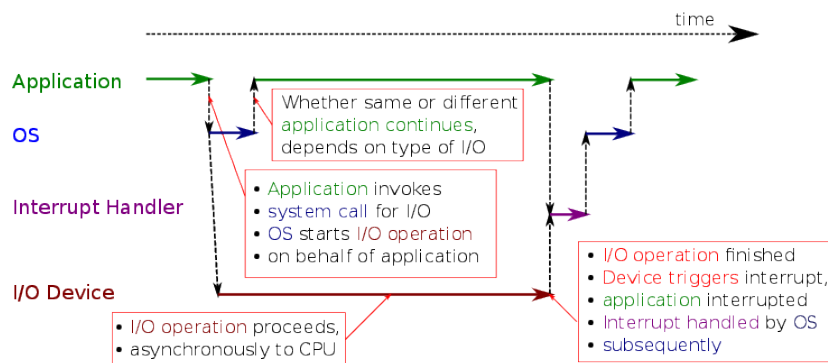 time
Application
Whether same or different
application continues,
depends on type of I/O
OS
• Application invokes
• system call for I/O
• OS starts I/O operation
• on behalf of application
Interrupt Handler
• I/O operation finished
• Device triggers interrupt,
• application interrupted
• Interrupt handled by OS
• subsequently
I/O Device
• I/O operation proceeds,
• asynchronously to CPU